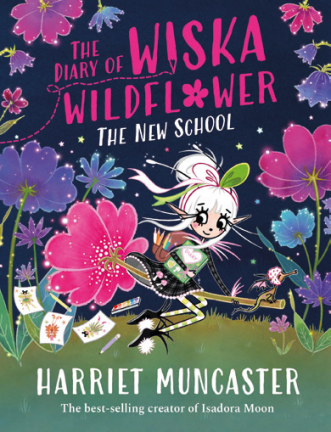 THE
DIARY OF WISKA
WILDFLOWER
THE NEW SCHOOL
HARRIET MUNCASTER
The best-selling creator of Isadora Moon